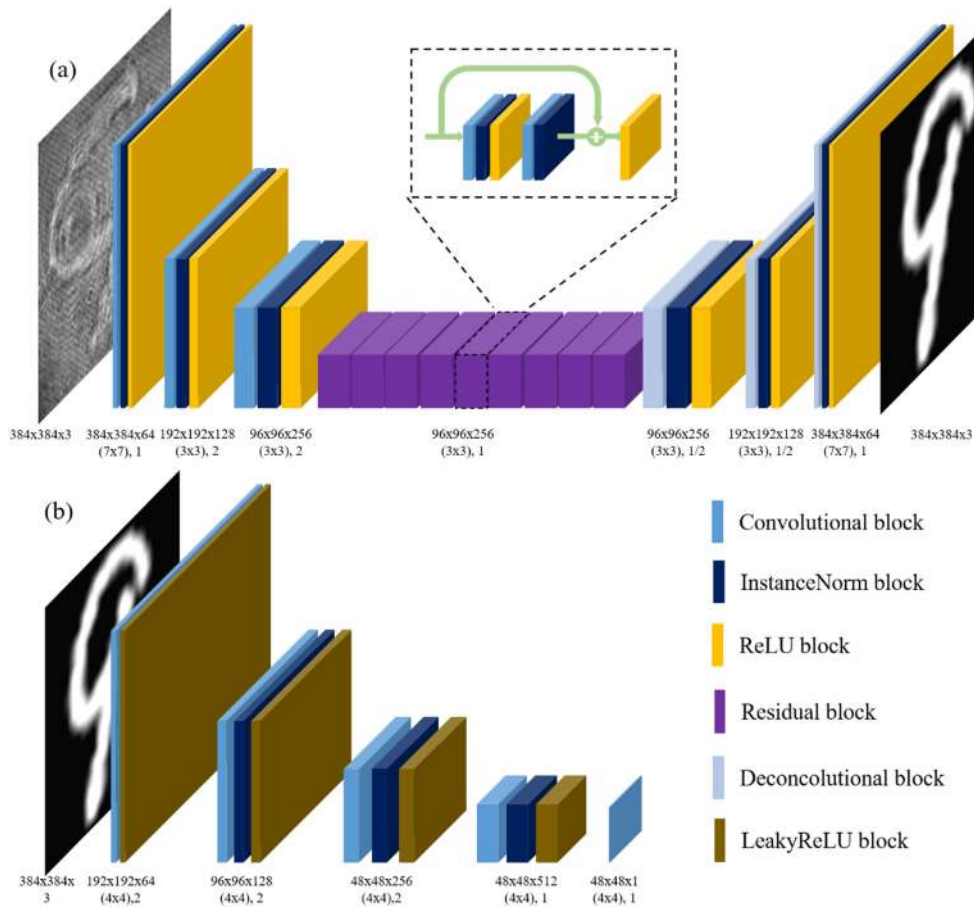 (a)
384x384x3
384x384x64
(7x7), 1
192x192x128
(3x3), 2
96x96x256
(3x3), 2
96x96x256
(3x3), 1
96x96x256
(3x3), 1/2
192x192x128
(3x3), 1/2
384x384x64
(7x7), 1
384x384x3
(b)
384x384x
3
192x192x64
(4x4),2
96x96x128
(4x4), 2
48x48x256
(4x4),2
48x48x512
(4x4), 1
48x48x1
(4x4), 1
Convolutional block
InstanceNorm block
ReLU block
Residual block
Deconcolutional block
LeakyReLU block